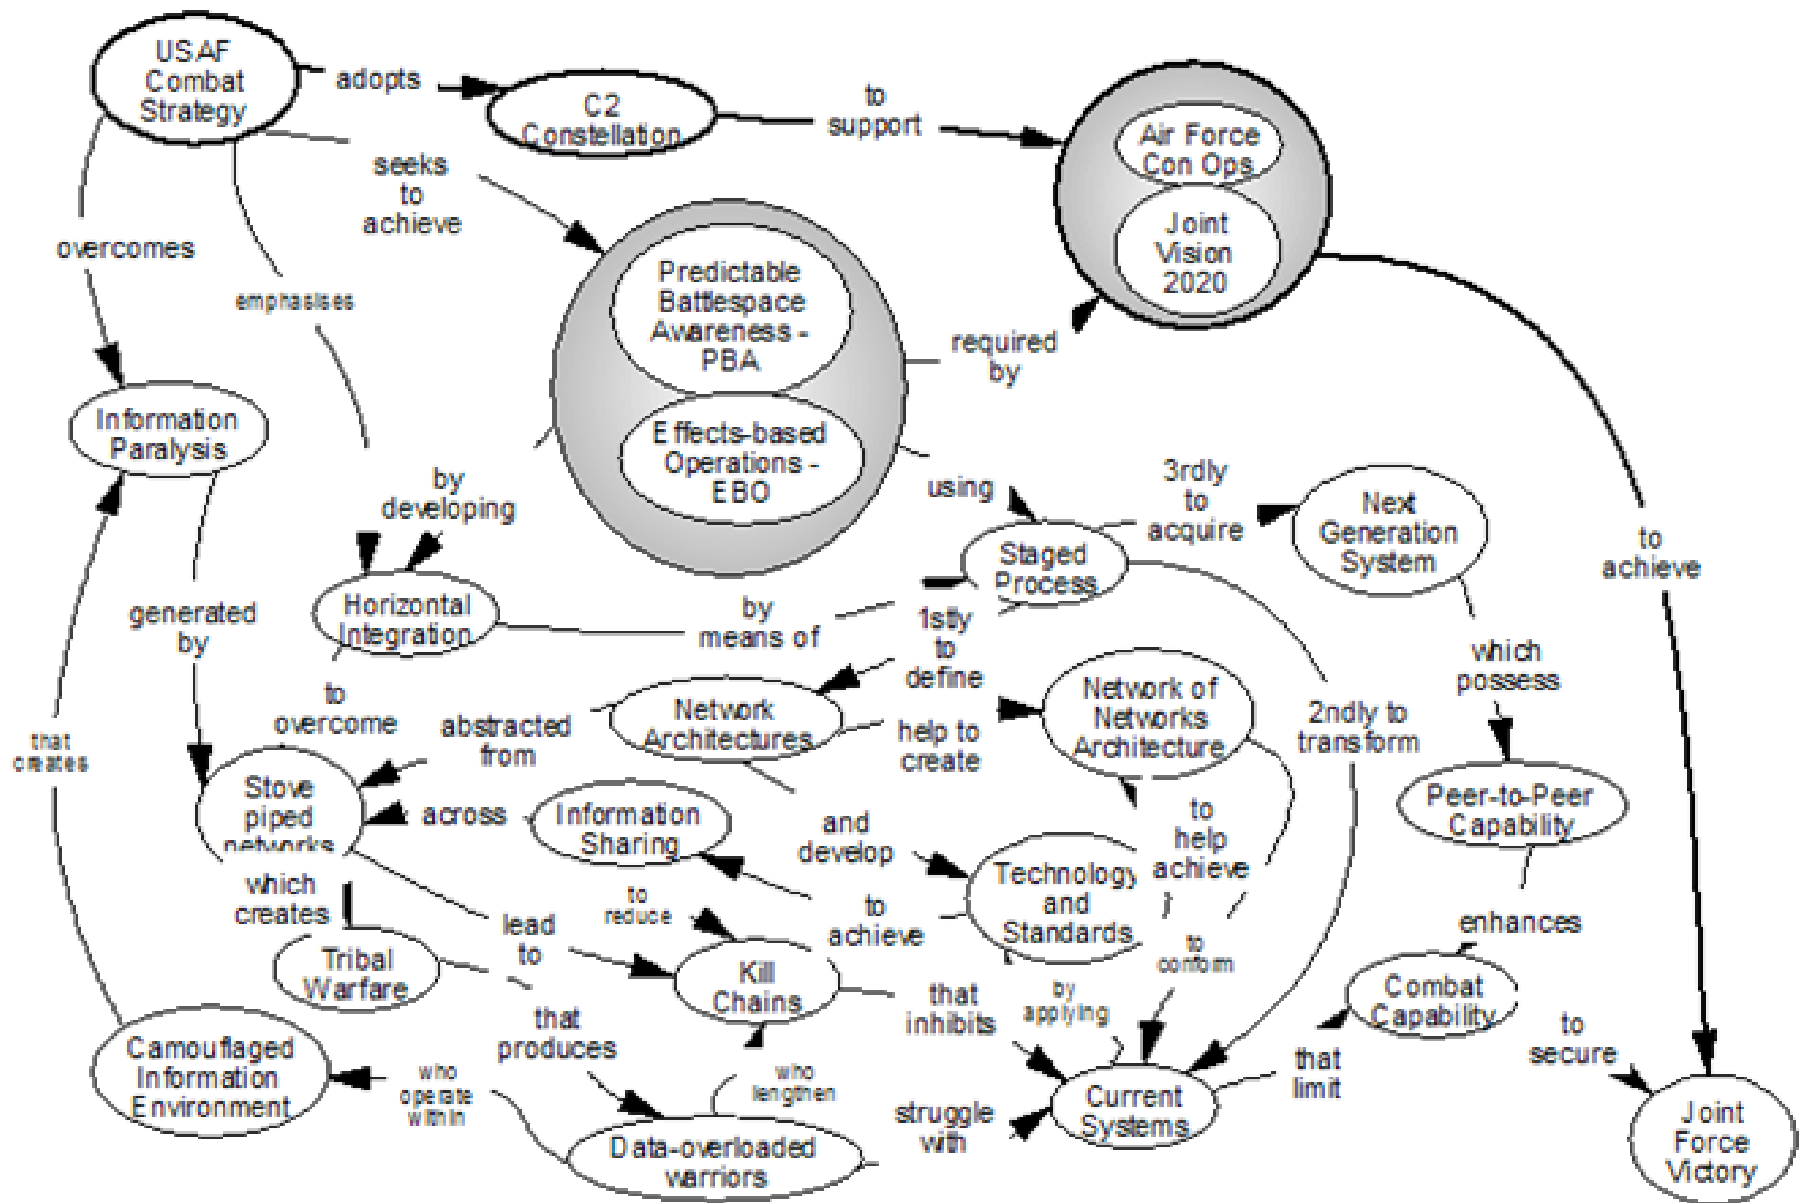 USAF
Combat
Strategy
adopts
C2
Constellation
to
support
Air Force
Con Ops
Joint
Vision
2020
seeks
to
achieve
overcomes
emphasises
Predictable
Battlespace
Awareness -
PBA
Effects-based
Operations -
EBO
required
by
Information
Paralysis
by
developing
using
3rdly
to
acquire
Next
Generation
System
to
achieve
Staged
Process
Horizontal
Integration
by
means of
generated
by
1stly
to
define
which
possess
to
overcome
abstracted
from
Network
Architectures
help to
create
Network of
Networks
Architecture
2ndly to
transform
that
creates
Stove
piped
networks
across
Information
Sharing
and
develop
to
help
achieve
Peer-to-Peer
Capability
which
creates
to
reduce
Technology
and
Standards
to
achieve
enhances
lead
to
Tribal
Warfare
Kill
Chains
to
conform
that
inhibits
by
applying
Combat
Capability
that
produces
Camouflaged
Information
Environment
who
operate
within
who
lengthen
that
limit
to
secure
struggle
with
Current
Systems
Data-overloaded
warriors
Joint
Force
Victory